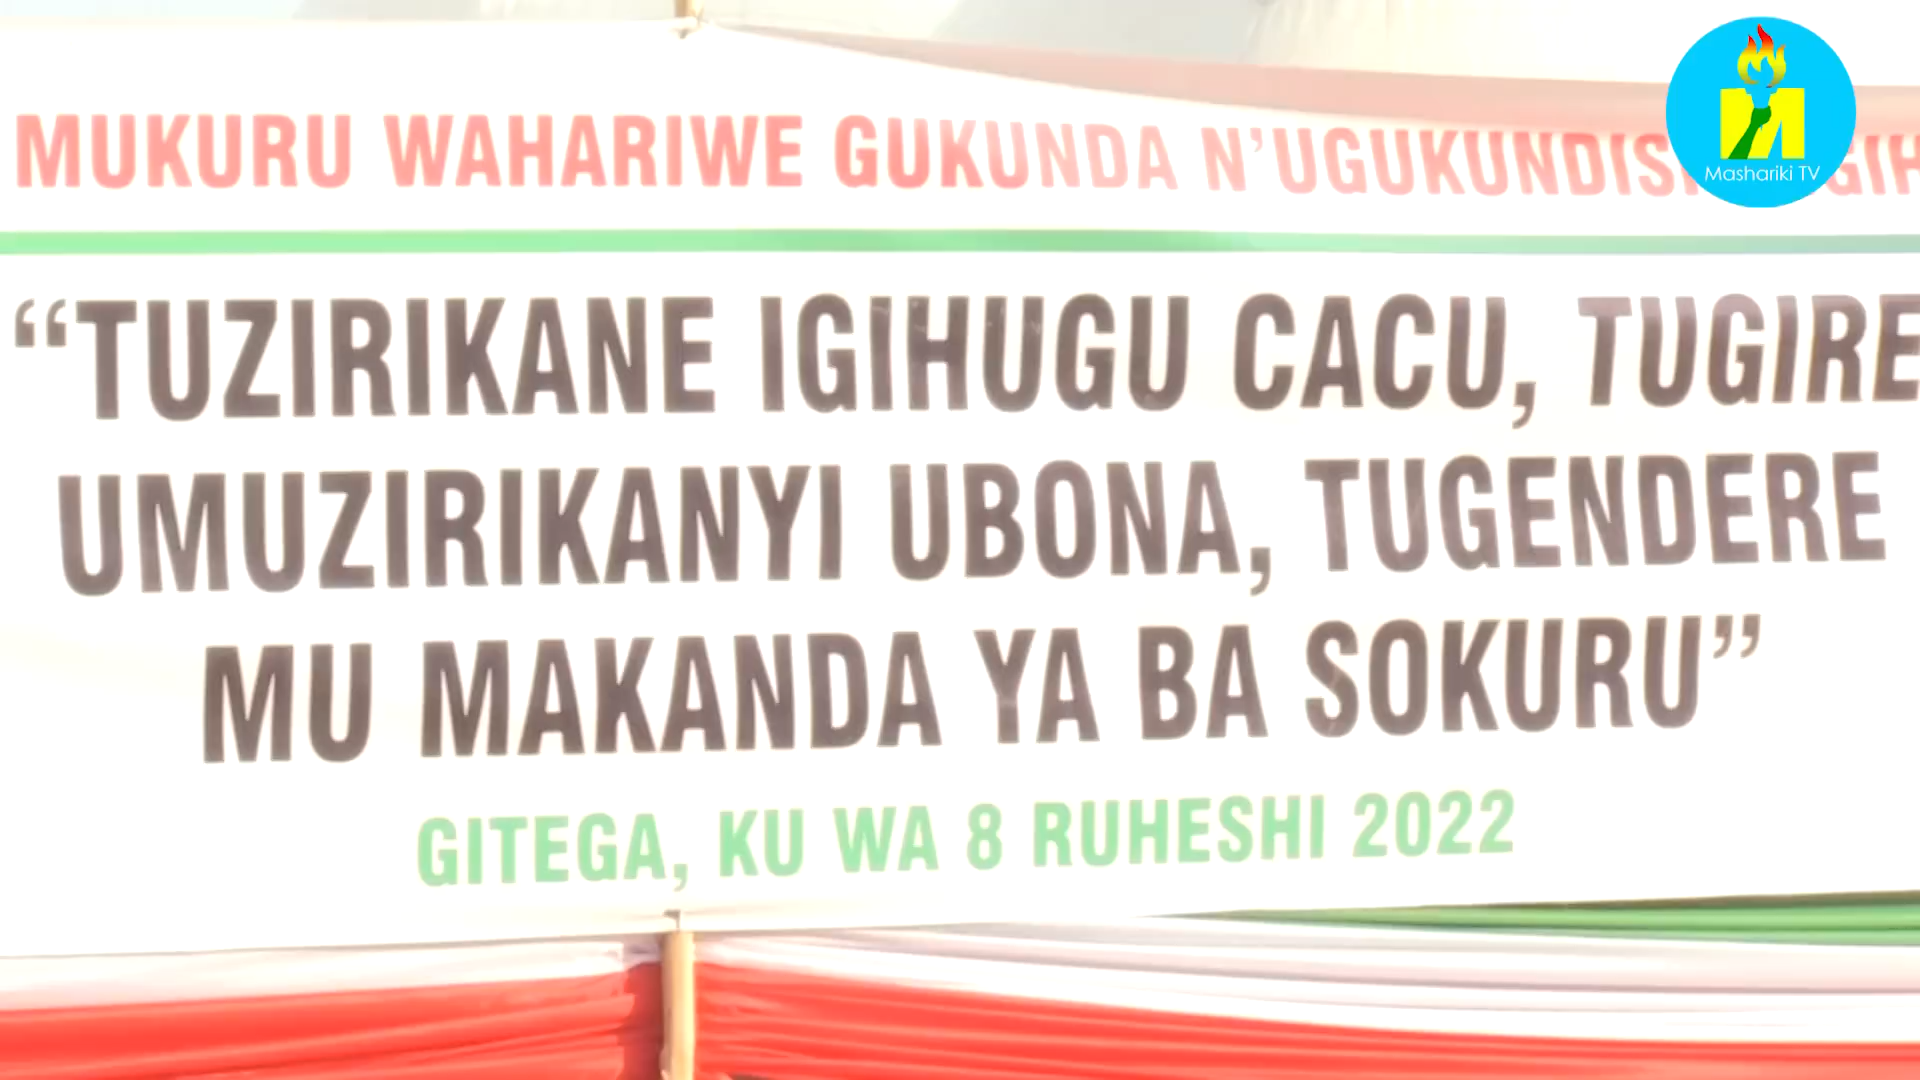 MUKURU WAHARIWE GUKUNDA N'UGUKUNDIS
Mashariki TV
“TUZIRIKANE IGIHUGU CACU, TUGIRE
UMUZIRIKANYI UBONA, TUGENDERE
MU MAKANDA YA BA SOKURU”
GITEGA, KU WA 8 RUHESHI 2022